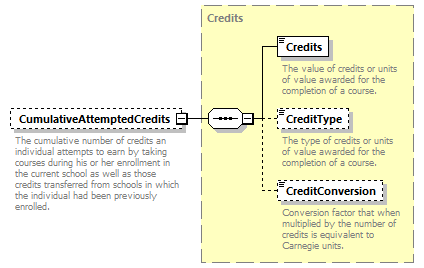 Credits
Credits
The value of credits or units
of value awarded for the
completion of a course.
CumulativeAttemptedCredits
CreditType
The cumulative number of credits an
individual attempts to earn by taking
courses during his or her enrollment in
the current school as well as those
credits transferred from schools in which
the individual had been previously
enrolled.
The type of credits or units
of value awarded for the
completion of a course.
CreditConversion
Conversion factor that when
multiplied by the number of
credits is equivalent to
Carnegie units.